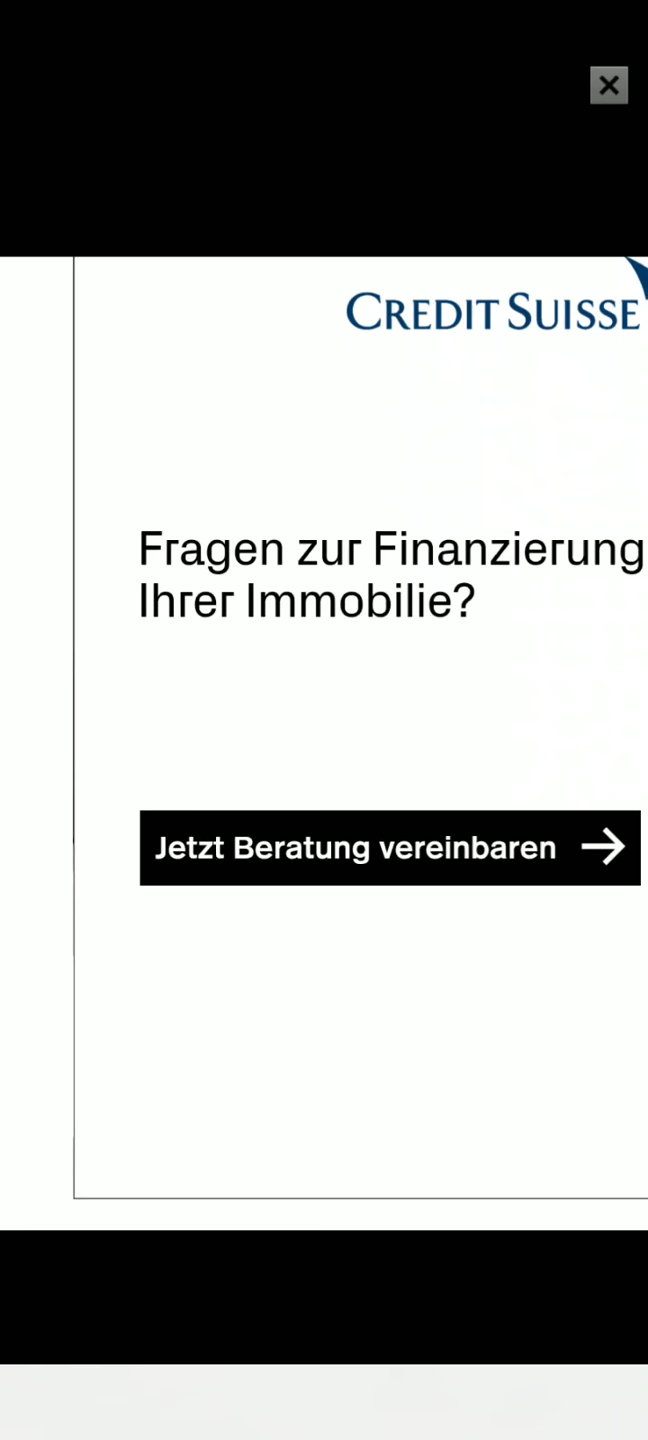 CREDIT SUISSE
Fragen zur Finanzierung
Ihrer Immobilie?
Jetzt Beratung vereinbaren